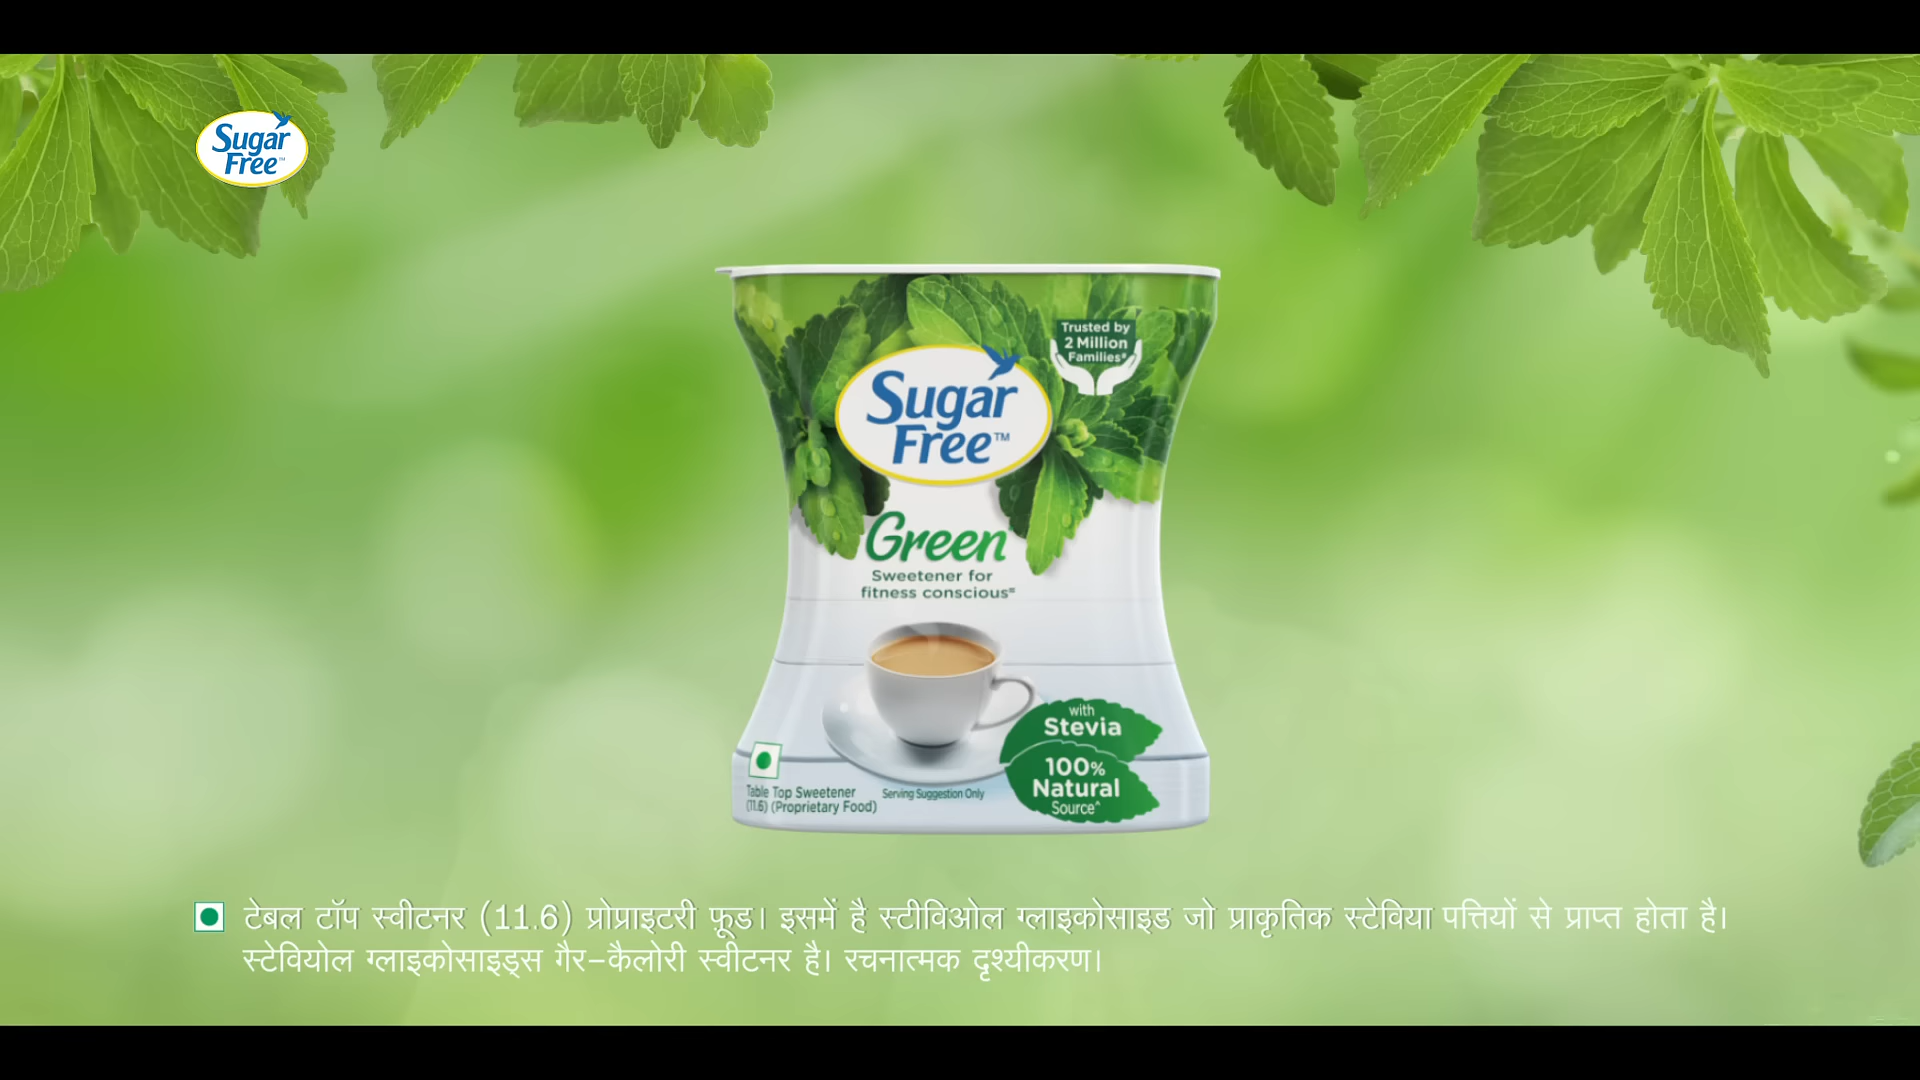 Sugar
Free™
Trusted by
2 Million
Families#
Sugar
Free™
Green
Sweetener for
fitness conscious¤
with
Stevia
100%
Natural
Source^
Table Top Sweetener
(11.6) (Proprietary Food)
Serving Suggestion Only
टेबल टॉप स्वीटनर (11.6) प्रोप्राइटरी फूड। इसमें है स्टीविओल ग्लाइकोसाइड जो प्राकृतिक स्टेविया पत्तियों से प्राप्त होता है।
स्टेवियोल ग्लाइकोसाइड्स गैर–कैलोरी स्वीटनर है। रचनात्मक दृश्यीकरण।